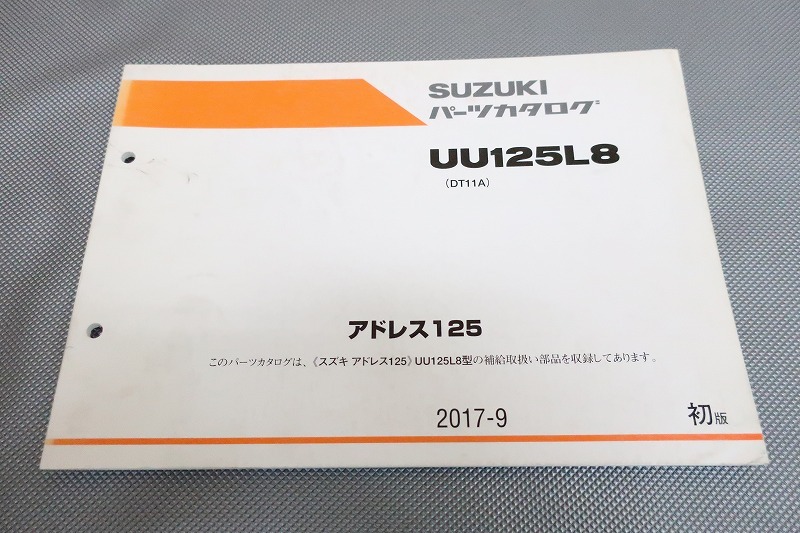 SUZUKI
パーツカタログ
UU125L8
(DT11A)
アドレス125
このパーツカタログは、《スズキ アドレス125》UU125L8型の補給取扱い部品を収録してあります。
2017-9
初版